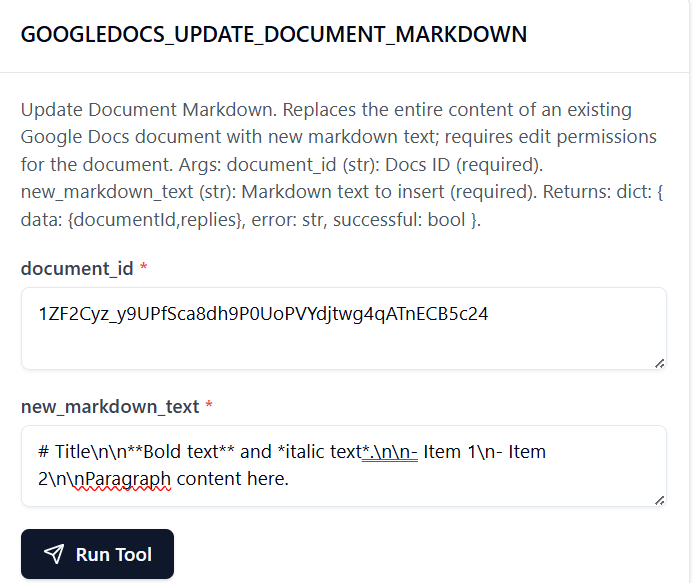 GOOGLEDOCS_UPDATE_DOCUMENT_MARKDOWN
Update Document Markdown. Replaces the entire content of an existing
Google Docs document with new markdown text; requires edit permissions
for the document. Args: document_id (str): Docs ID (required).
new_markdown_text (str): Markdown text to insert (required). Returns: dict: {
data: {documentId,replies}, error: str, successful: bool }.
document_id *
1ZF2Cyz_y9UPfSca8dh9P0UoPVYdjtwg4qATnECB5c24
new_markdown_text *
# Title\n\n**Bold text** and *italic text*.\n\n- Item 1\n- Item
2\n\nParagraph content here.
Run Tool